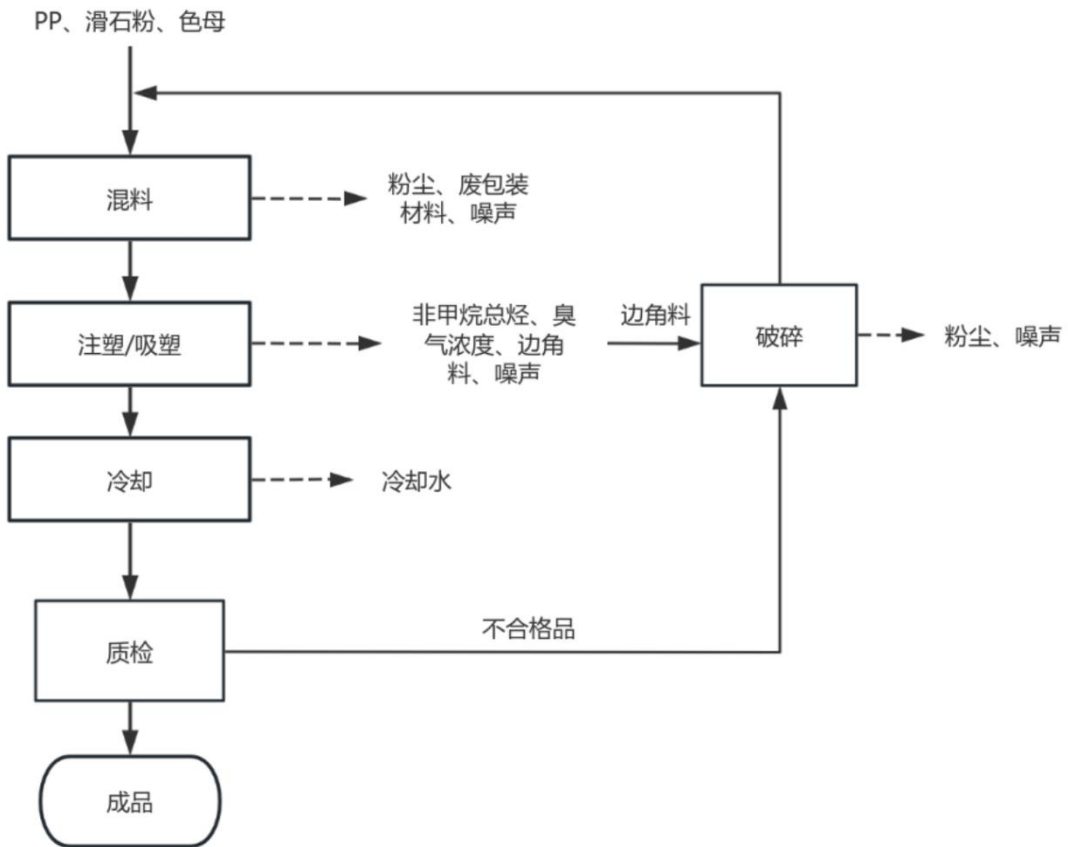 PP、滑石粉、色母
混料
粉尘、废包装
材料、噪声
注塑/吸塑
非甲烷总烃、臭
气浓度、边角
料、噪声
边角料
破碎
粉尘、噪声
冷却
冷却水
质检
不合格品
成品